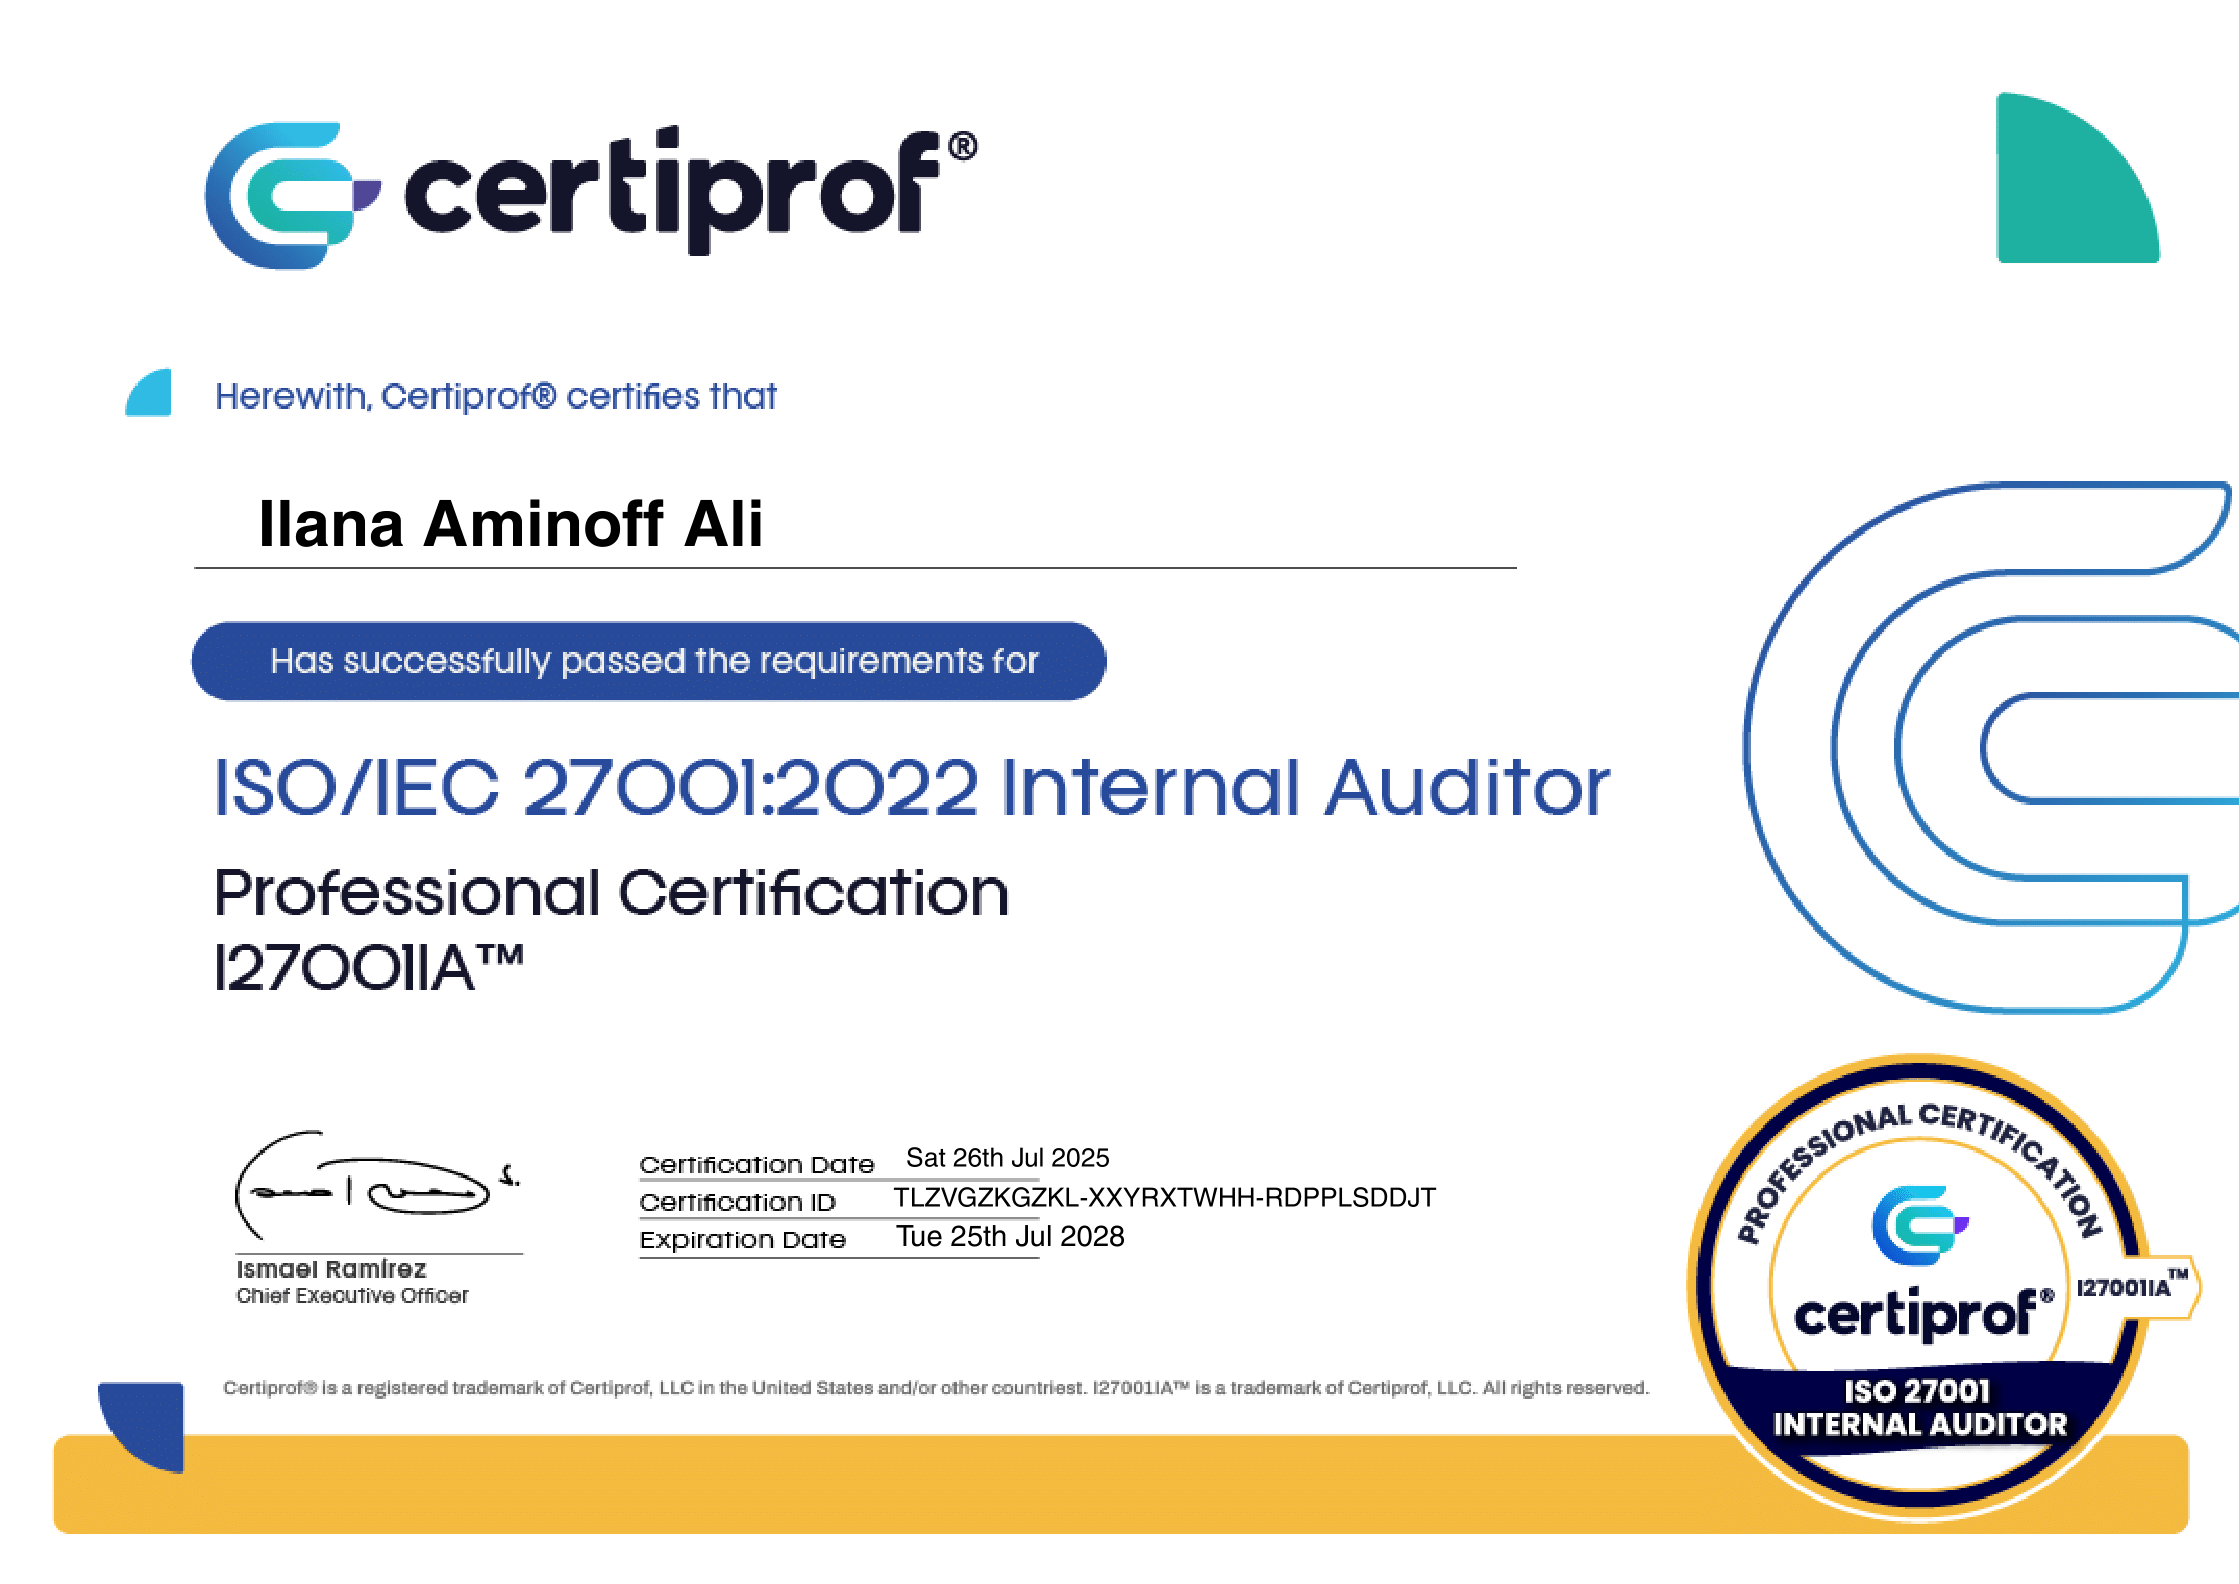 certiprof®
Herewith, Certiprof® certifies that
Ilana Aminoff Ali
Has successfully passed the requirements for
ISO/IEC 27001:2022 Internal Auditor
Professional Certification
I27001IA™
Certification Date Sat 26th Jul 2025
Certification ID TLZVGZKGZKL-XXYRXTWHH-RDPPLSDDJT
Expiration Date Tue 25th Jul 2028
Ismael Ramírez
Chief Executive Officer
PROFESSIONAL CERTIFICATION
certiprof®
I27001IA™
ISO 27001
INTERNAL AUDITOR
Certiprof® is a registered trademark of Certiprof, LLC in the United States and/or other countriest. I27001IA™ is a trademark of Certiprof, LLC. All rights reserved.